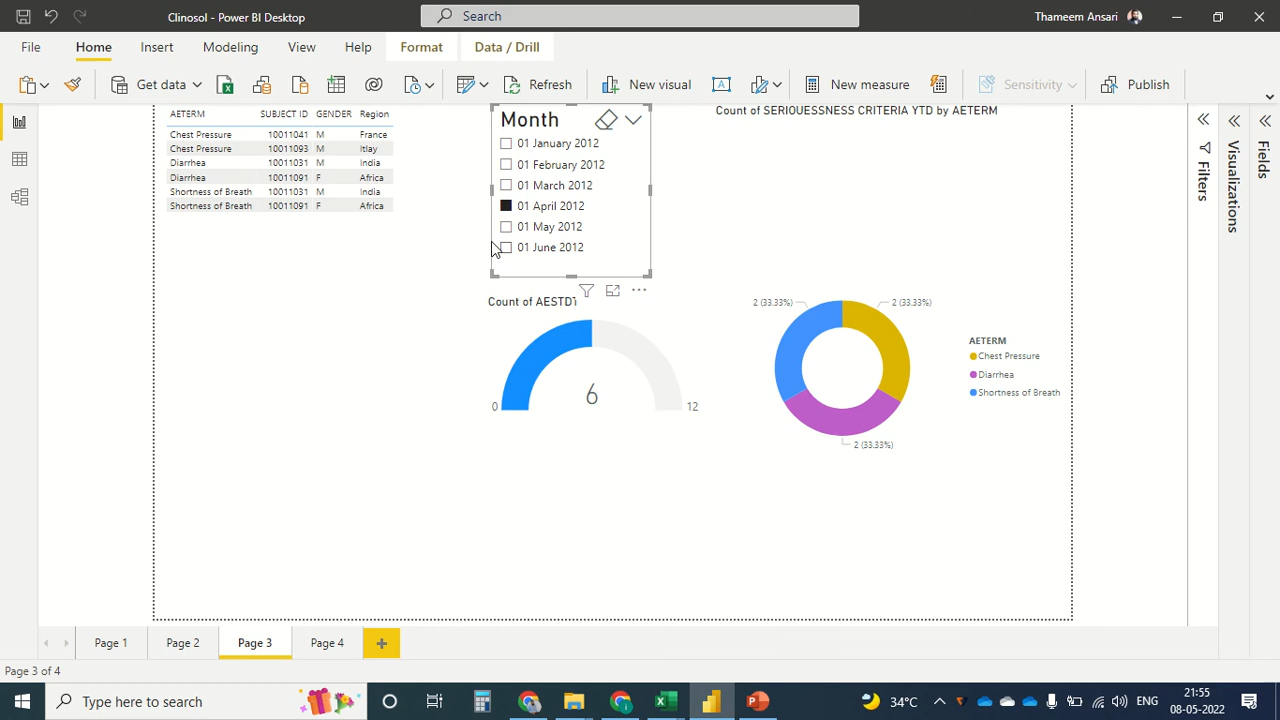 Clinosol - Power BI Desktop
Search
Thameem Ansari
File Home Insert Modeling View Help Format Data / Drill
Get data Refresh New visual New measure Sensitivity Publish
AETERM SUBJECT ID GENDER Region
Chest Pressure 10011041 M France
Chest Pressure 10011093 M Itlay
Diarrhea 10011031 M India
Diarrhea 10011091 F Africa
Shortness of Breath 10011031 M India
Shortness of Breath 10011091 F Africa
Month
01 January 2012
01 February 2012
01 March 2012
01 April 2012
01 May 2012
01 June 2012
Count of SERIOUESSNESS CRITERIA YTD by AETERM
Filters
Visualizations
Fields
Count of AESTDT
6
0
12
2 (33.33%)
2 (33.33%)
2 (33.33%)
AETERM
Chest Pressure
Diarrhea
Shortness of Breath
Page 1 Page 2 Page 3 Page 4
Page 3 of 4
Type here to search
34°C
ENG
21:55
08-05-2022